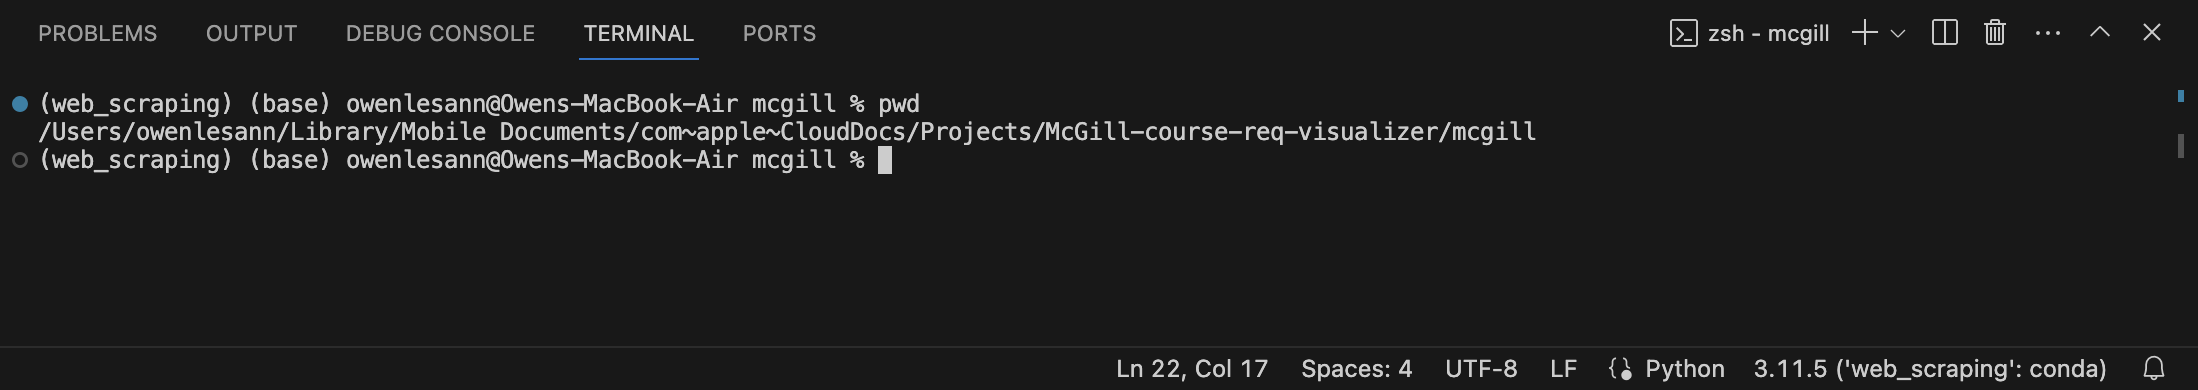 PROBLEMS OUTPUT DEBUG CONSOLE TERMINAL PORTS zsh - mcgill
(web_scraping) (base) owenlesann@Owens-MacBook-Air mcgill % pwd
/Users/owenlesann/Library/Mobile Documents/com~apple~CloudDocs/Projects/McGill-course-req-visualizer/mcgill
(web_scraping) (base) owenlesann@Owens-MacBook-Air mcgill %
Ln 22, Col 17 Spaces: 4 UTF-8 LF Python 3.11.5 ('web_scraping': conda)